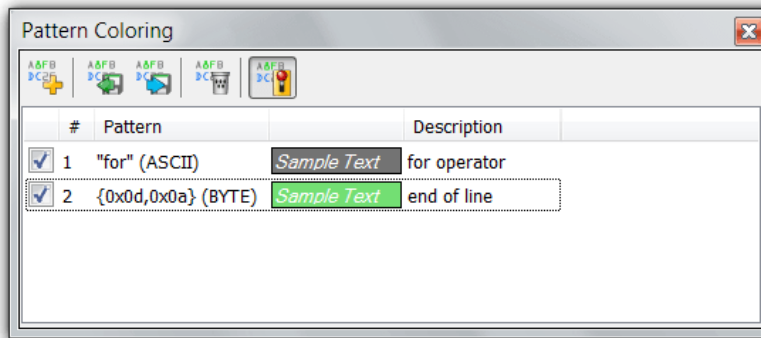 Pattern Coloring
# Pattern Description
1 "for" (ASCII) Sample Text for operator
2 {0x0d,0x0a} (BYTE) Sample Text end of line